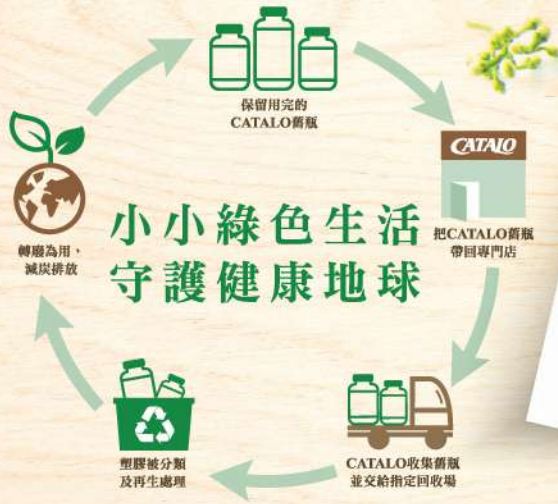 保留用完的
CATALO舊瓶
CATALO
把CATALO舊瓶
帶回專門店
小小綠色生活
守護健康地球
轉廢為用、
減炭排放
CATALO收集舊瓶
並交給指定回收場
塑膠被分類
及再生處理